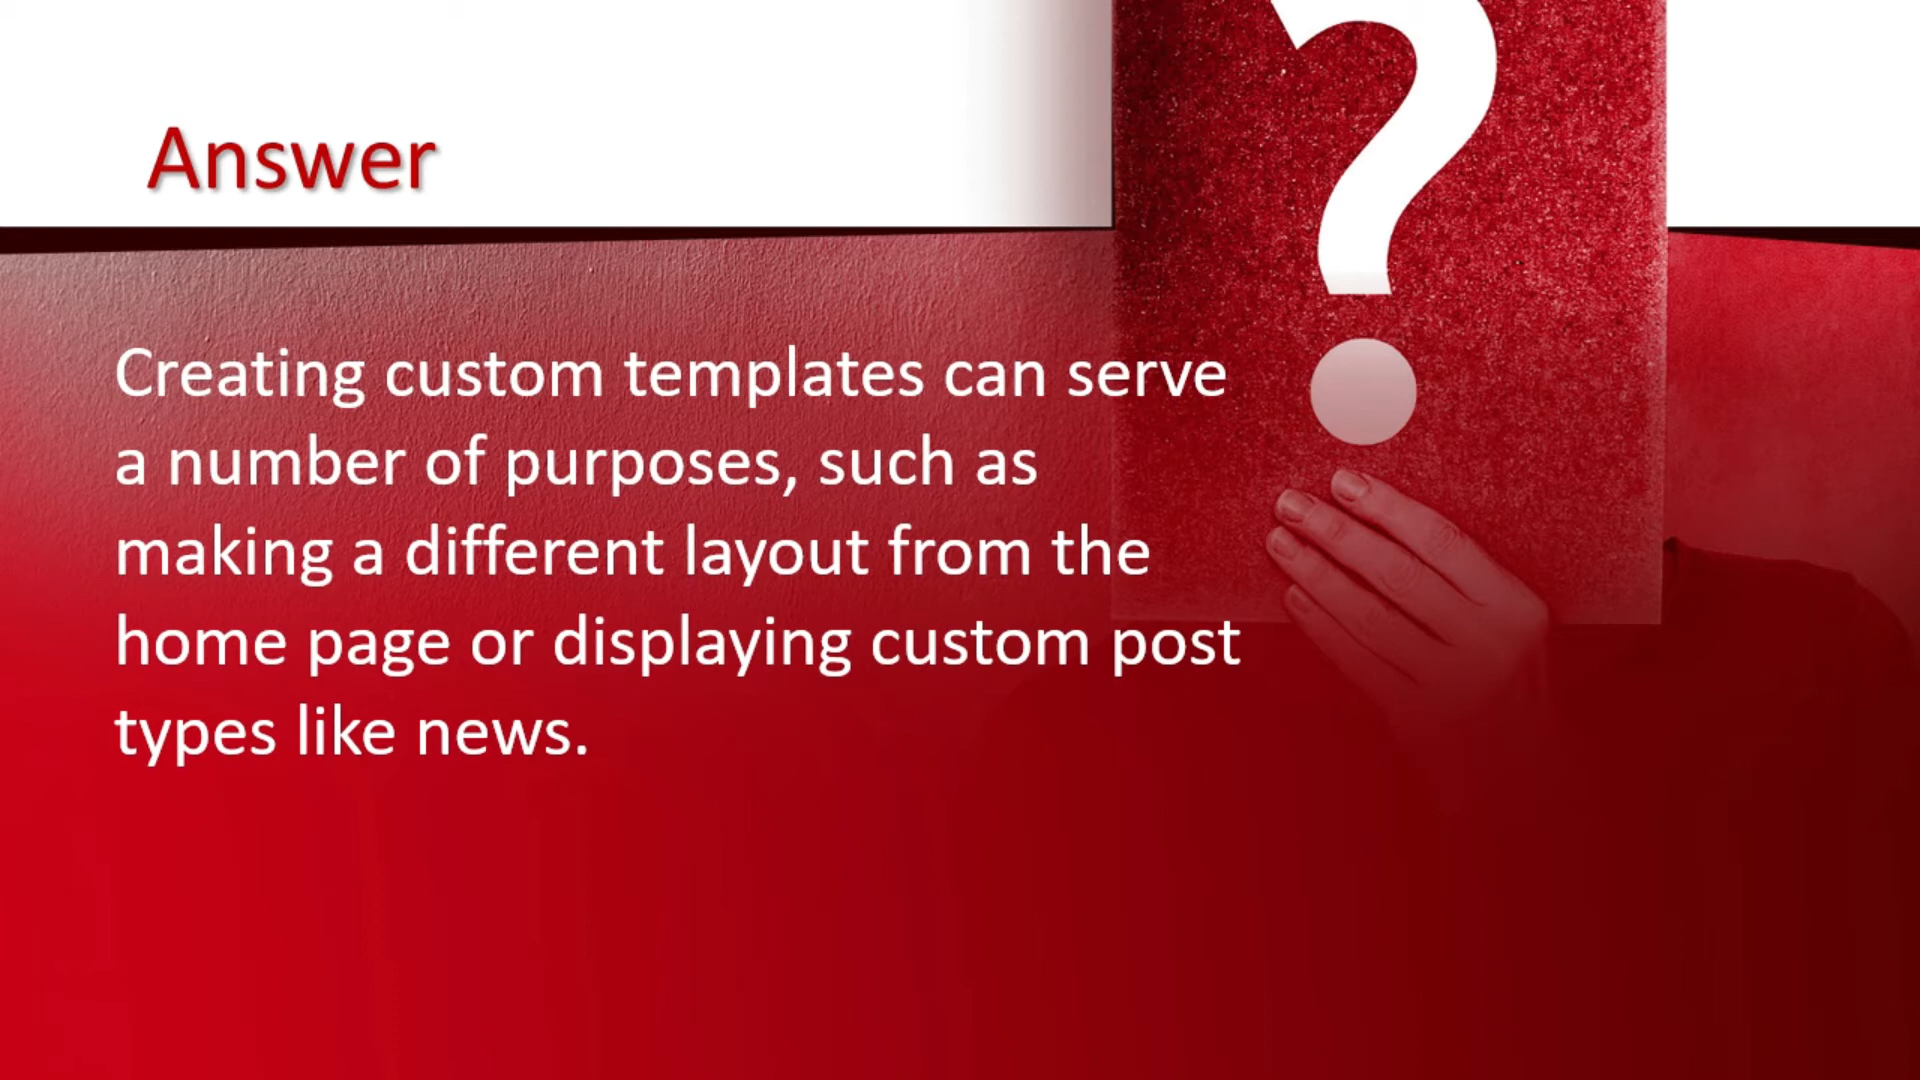 Answer
Creating custom templates can serve
a number of purposes, such as
making a different layout from the
home page or displaying custom post
types like news.
?